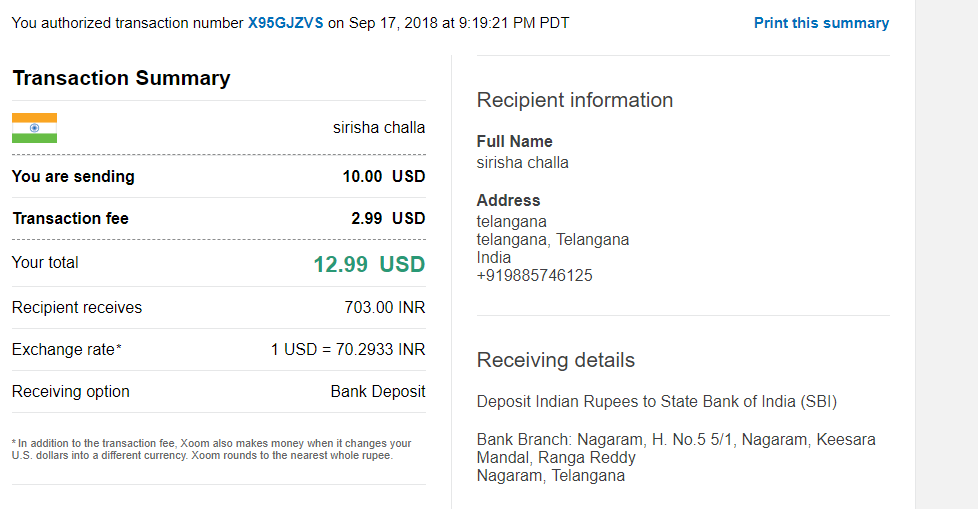 You authorized transaction number X95GJZVS on Sep 17, 2018 at 9:19:21 PM PDT
Print this summary
Transaction Summary
sirisha challa
You are sending 10.00 USD
Transaction fee 2.99 USD
Your total 12.99 USD
Recipient receives 703.00 INR
Exchange rate* 1 USD = 70.2933 INR
Receiving option Bank Deposit
* In addition to the transaction fee, Xoom also makes money when it changes your
U.S. dollars into a different currency. Xoom rounds to the nearest whole rupee.
Recipient information
Full Name
sirisha challa
Address
telangana
telangana, Telangana
India
+919885746125
Receiving details
Deposit Indian Rupees to State Bank of India (SBI)
Bank Branch: Nagaram, H. No.5 5/1, Nagaram, Keesara
Mandal, Ranga Reddy
Nagaram, Telangana